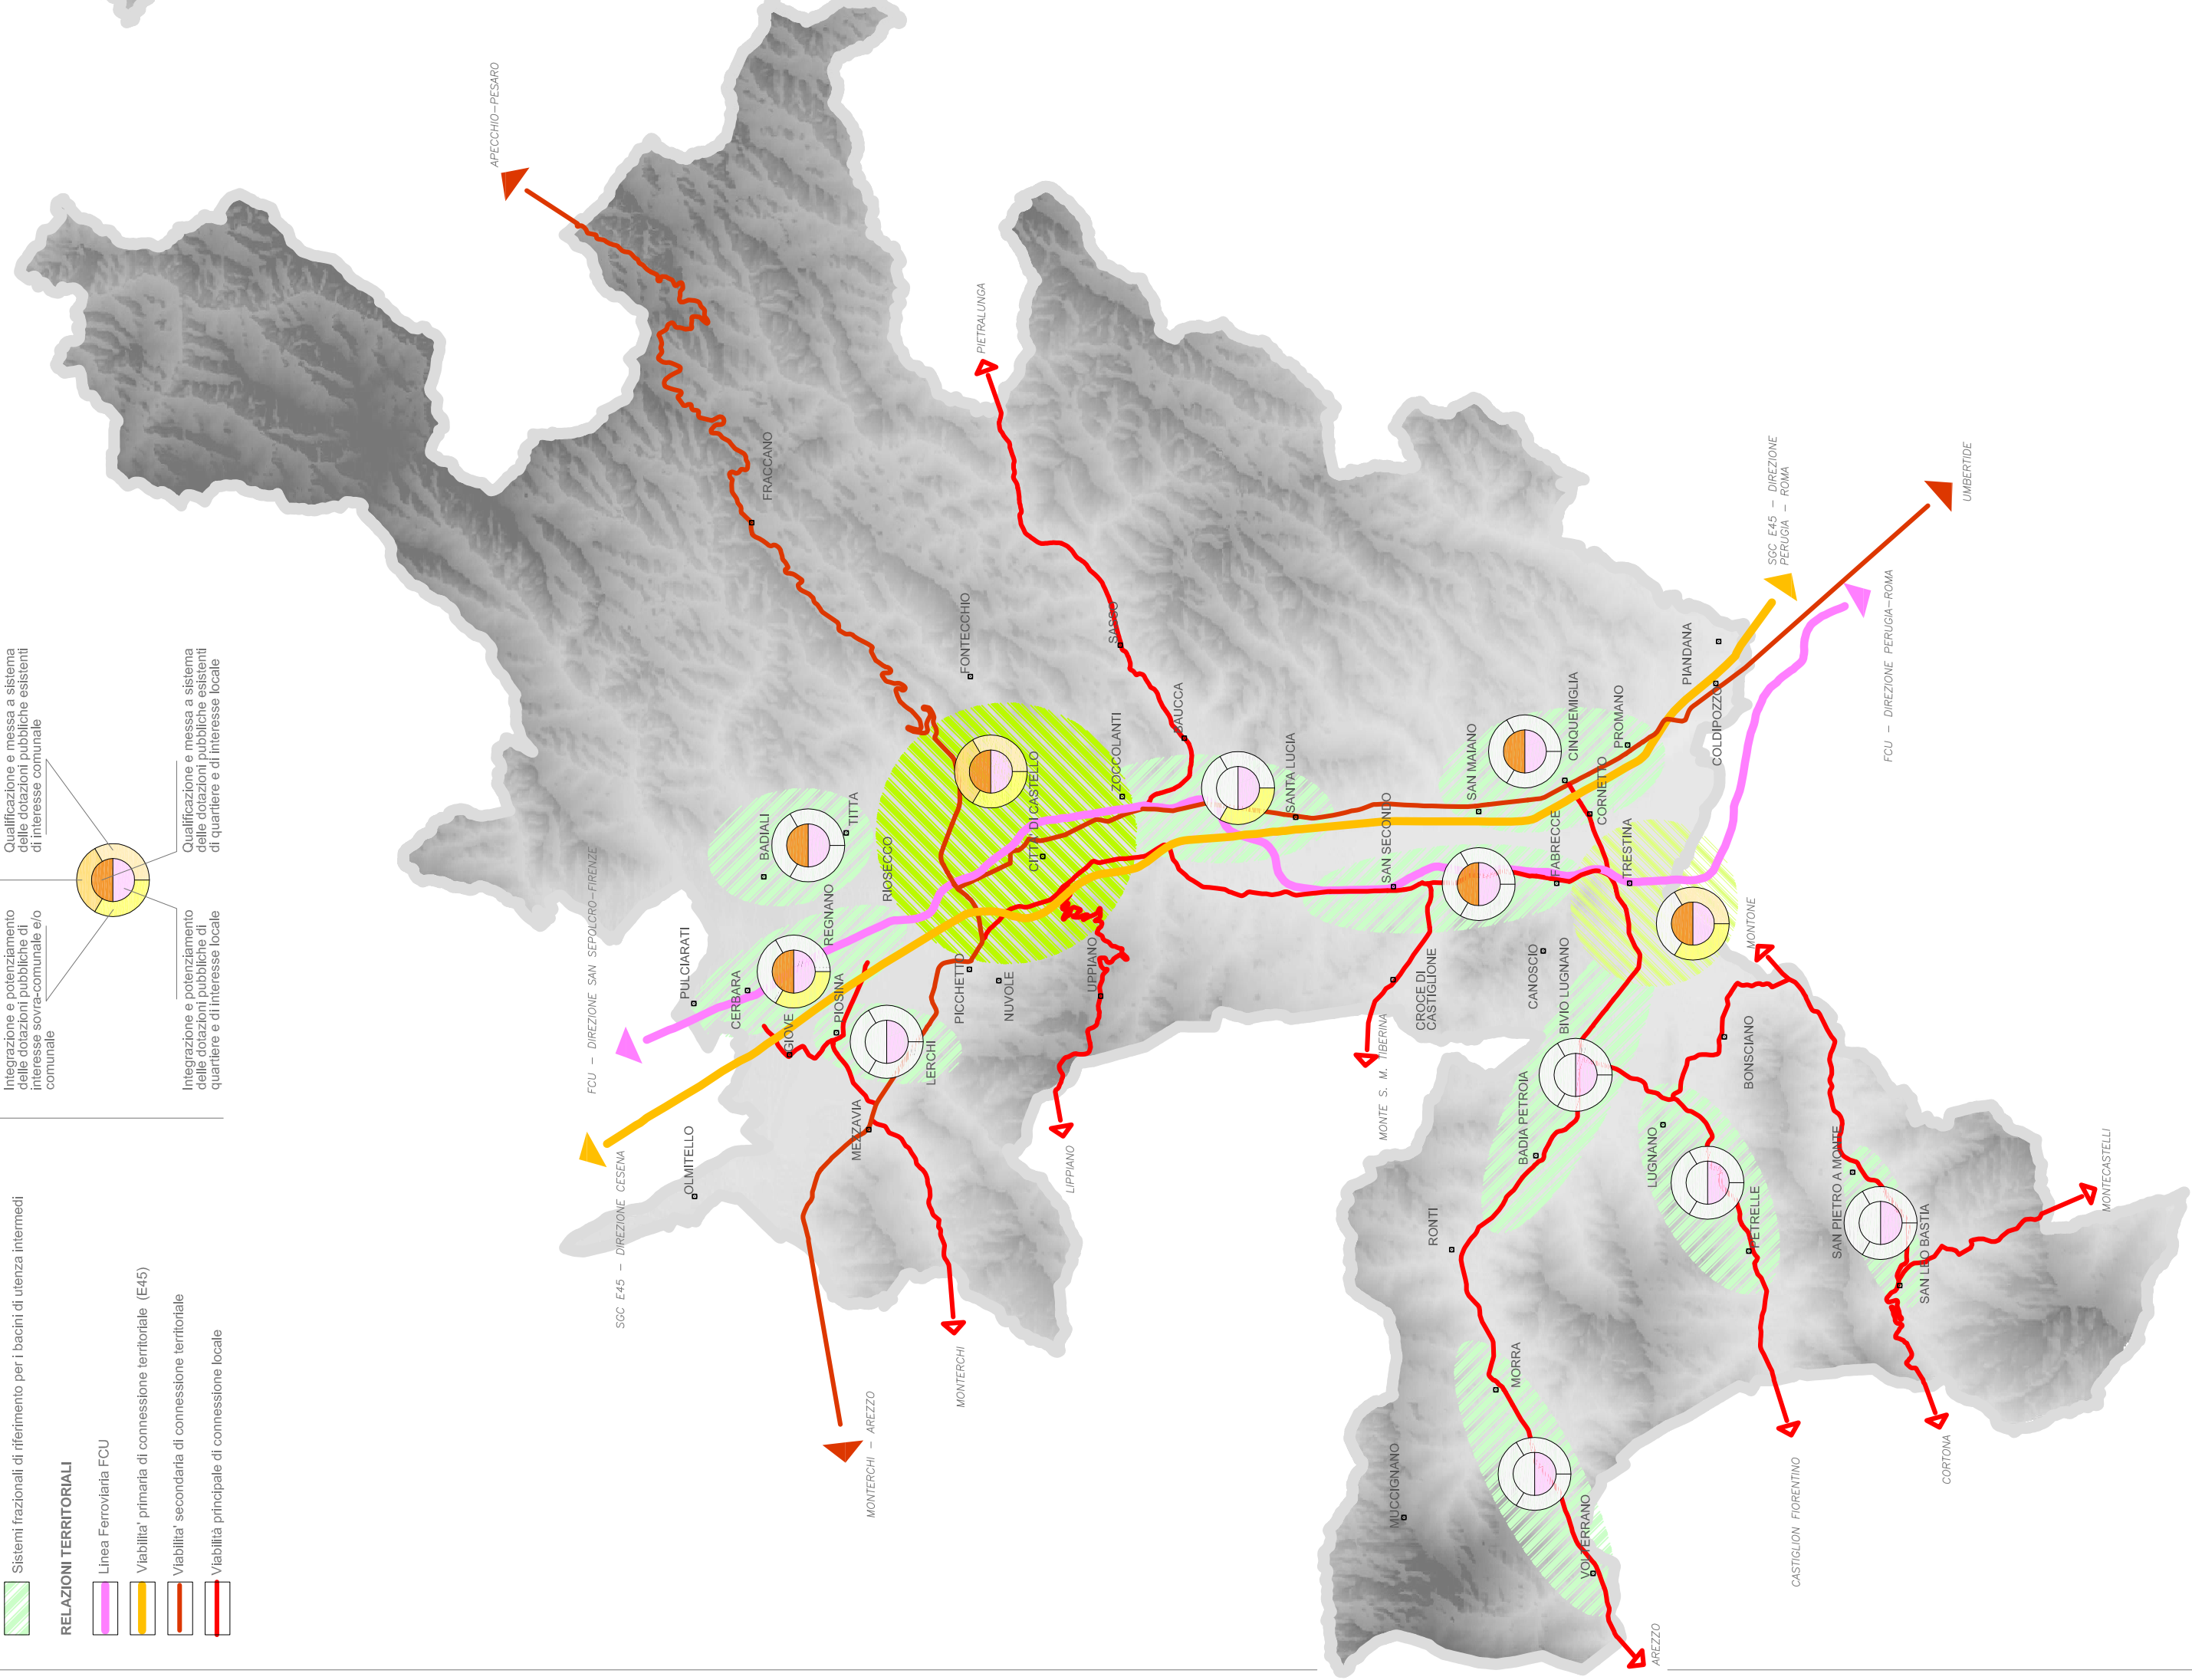 Sistemi frazionali di riferimento per i bacini di utenza intermedi
RELAZIONI TERRITORIALI
Linea Ferroviaria FCU
Viabilita' primaria di connessione territoriale (E45)
Viabilita' secondaria di connessione territoriale
Viabilità principale di connessione locale
Integrazione e potenziamento
delle dotazioni pubbliche di
interesse sovra-comunale e/o
comunale
Integrazione e potenziamento
delle dotazioni pubbliche di
quartiere e di interesse locale
Qualificazione e messa a sistema
delle dotazioni pubbliche esistenti
di interesse comunale
Qualificazione e messa a sistema
delle dotazioni pubbliche esistenti
di quartiere e di interesse locale
APECCHIO-PESARO
FRACCANO
PIETRALUNGA
FONTECCHIO
SASSO
BAUCCA
ZOCCOLANTI
SANTA LUCIA
CITTA' DI CASTELLO
RIOSECCO
TITTA
BADIALI
REGNANO
PULCIARATI
CERBARA
GIOVE
PIOSINA
LERCHI
PICCHETTO
NUVOLE
UPPIANO
MEZZAVIA
OLMITELLO
FCU - DIREZIONE SAN SEPOLCRO-FIRENZE
SGC E45 - DIREZIONE CESENA
MONTERCHI - AREZZO
MONTERCHI
LIPPIANO
SAN SECONDO
SAN MAIANO
CINQUEMIGLIA
PROMANO
CORNETTO
FABRECCE
TRESTINA
PIANDANA
COLDIPOZZO
SGC E45 - DIREZIONE
PERUGIA - ROMA
UMBERTIDE
FCU - DIREZIONE PERUGIA-ROMA
CROCE DI
CASTIGLIONE
MONTE S. M. TIBERINA
CANOSCIO
BIVIO LUGNANO
BADIA PETROIA
MONTONE
BONSCIANO
LUGNANO
PETRELLE
RONTI
MORRA
MUCCIGNANO
VOLTERRANO
AREZZO
CASTIGLION FIORENTINO
SAN PIETRO A MONTE
SAN LEO BASTIA
MONTECASTELLI
CORTONA